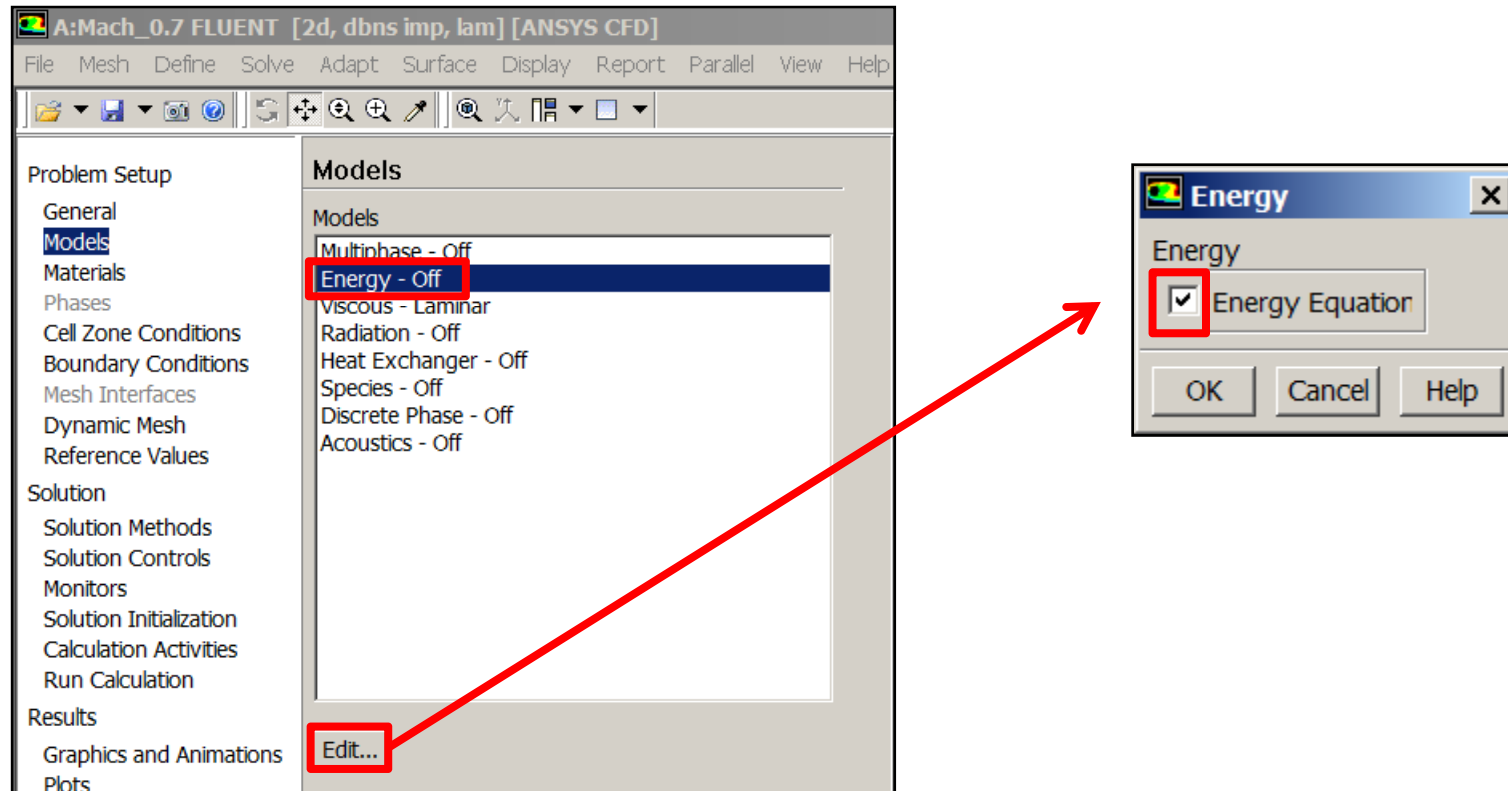 A:Mach_0.7 FLUENT [2d, dbns imp, lam] [ANSYS CFD]
File Mesh Define Solve Adapt Surface Display Report Parallel View Help
Problem Setup
General
Models
Materials
Phases
Cell Zone Conditions
Boundary Conditions
Mesh Interfaces
Dynamic Mesh
Reference Values
Solution
Solution Methods
Solution Controls
Monitors
Solution Initialization
Calculation Activities
Run Calculation
Results
Graphics and Animations
Plots
Models
Models
Multiphase - Off
Energy - Off
Viscous - Laminar
Radiation - Off
Heat Exchanger - Off
Species - Off
Discrete Phase - Off
Acoustics - Off
Edit...
Energy
Energy
Energy Equation
OK Cancel Help